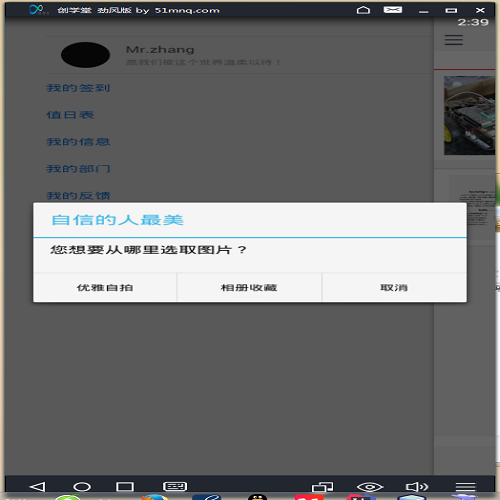 创学堂 劲风版 by 51mnq.com
2:39
Mr.zhang
愿我们被这个世界温柔以待！
我的签到
值日表
我的信息
我的部门
我的反馈
自信的人最美
您想要从哪里选取图片？
优雅自拍 相册收藏 取消